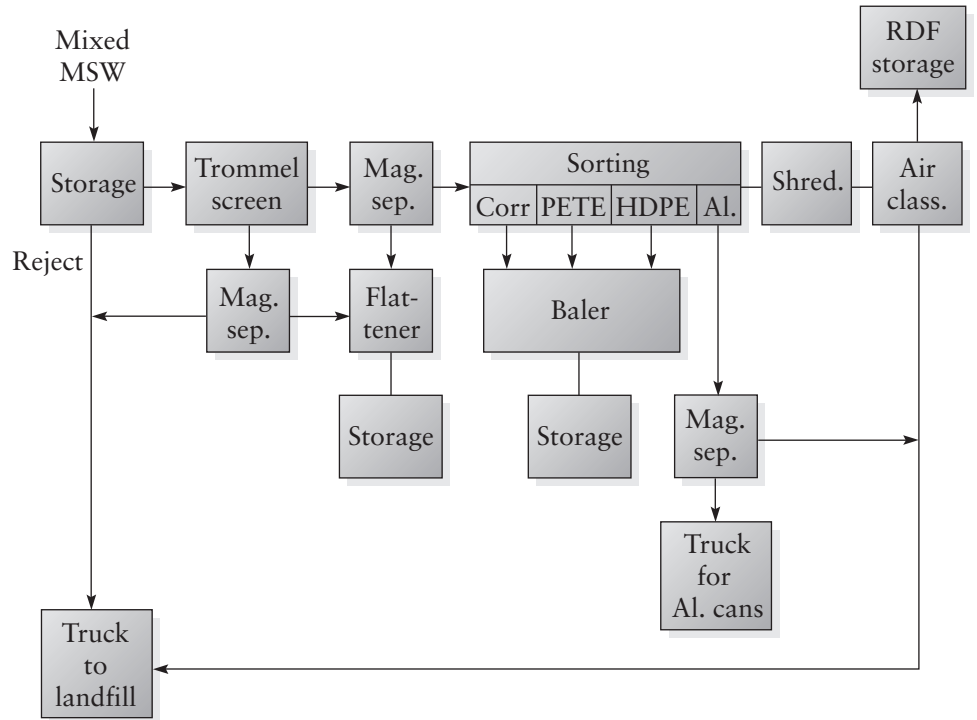 Mixed
MSW
RDF
storage
Storage
Trommel
screen
Mag.
sep.
Sorting
Corr PETE HDPE Al.
Shred.
Air
class.
Reject
Mag.
sep.
Flat-
tener
Baler
Storage
Storage
Mag.
sep.
Truck
for
Al. cans
Truck
to
landfill